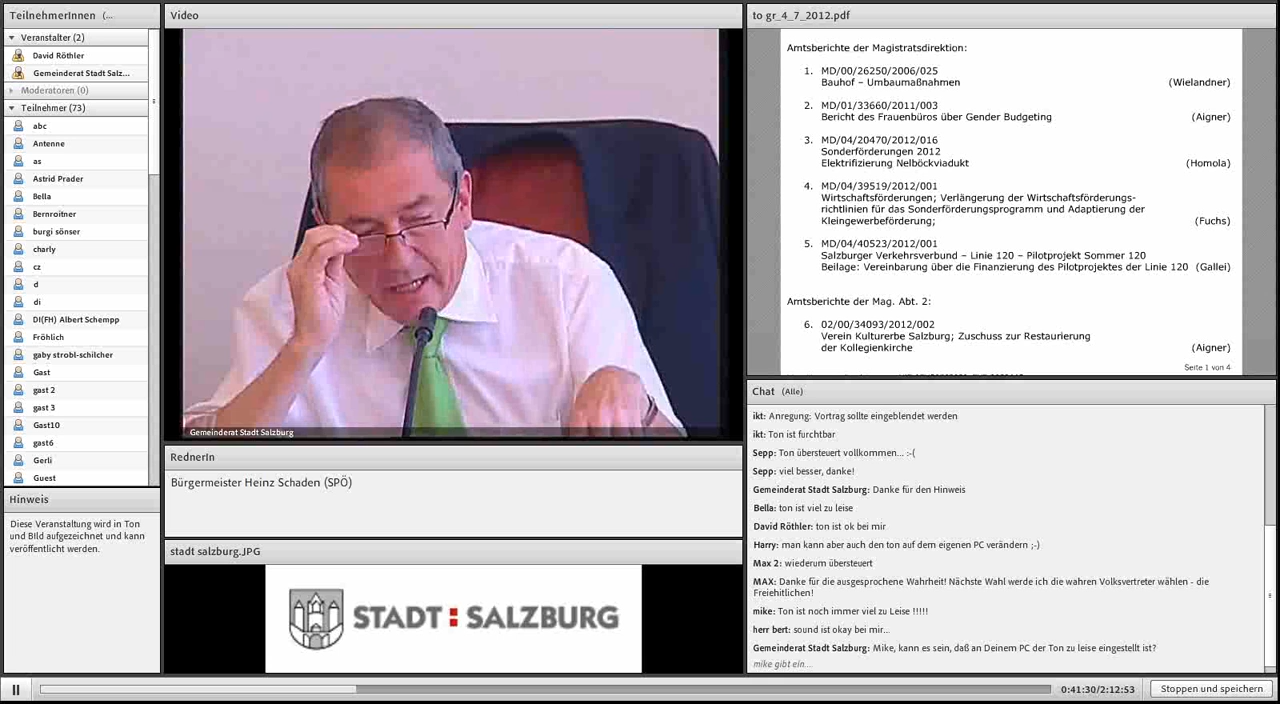 TeilnehmerInnen (...
Veranstalter (2)
David Röthler
Gemeinderat Stadt Salz...
Moderatoren (0)
Teilnehmer (73)
abc
Antenne
as
Astrid Prader
Bella
Bernroitner
burgi sönser
charly
cz
d
di
DI(FH) Albert Schempp
Fröhlich
gaby strobl-schilcher
Gast
gast 2
gast 3
Gast10
gast6
Gerli
Guest
Hinweis
Diese Veranstaltung wird in Ton
und Bild aufgezeichnet und kann
veröffentlicht werden.
Video
Gemeinderat Stadt Salzburg
RednerIn
Bürgermeister Heinz Schaden (SPÖ)
stadt salzburg.JPG
STADT : SALZBURG
to gr_4_7_2012.pdf
Amtsberichte der Magistratsdirektion:
1. MD/00/26250/2006/025
Bauhof – Umbaumaßnahmen (Wielandner)
2. MD/01/33660/2011/003
Bericht des Frauenbüros über Gender Budgeting (Aigner)
3. MD/04/20470/2012/016
Sonderförderungen 2012
Elektrifizierung Nelböckviadukt (Homola)
4. MD/04/39519/2012/001
Wirtschaftsförderungen; Verlängerung der Wirtschaftsförderungs-
richtlinien für das Sonderförderungsprogramm und Adaptierung der
Kleingewerbeförderung; (Fuchs)
5. MD/04/40523/2012/001
Salzburger Verkehrsverbund – Linie 120 – Pilotprojekt Sommer 120
Beilage: Vereinbarung über die Finanzierung des Pilotprojektes der Linie 120 (Gallei)
Amtsberichte der Mag. Abt. 2:
6. 02/00/34093/2012/002
Verein Kulturerbe Salzburg; Zuschuss zur Restaurierung
der Kollegienkirche (Aigner)
Seite 1 von 4
Chat (Alle)
ikt: Anregung: Vortrag sollte eingeblendet werden
ikt: Ton ist furchtbar
Sepp: Ton übersteuert vollkommen... :-(
Sepp: viel besser, danke!
Gemeinderat Stadt Salzburg: Danke für den Hinweis
Bella: ton ist viel zu leise
David Röthler: ton ist ok bei mir
Harry: man kann aber auch den ton auf dem eigenen PC verändern ;-)
Max 2: wiederum übersteuert
MAX: Danke für die ausgesprochene Wahrheit! Nächste Wahl werde ich die wahren Volksvertreter wählen - die
Freiehitlichen!
mike: Ton ist noch immer viel zu Leise !!!!!
herr bert: sound ist okay bei mir...
Gemeinderat Stadt Salzburg: Mike, kann es sein, daß an Deinem PC der Ton zu leise eingestellt ist?
mike gibt ein...
0:41:30/2:12:53
Stoppen und speichern